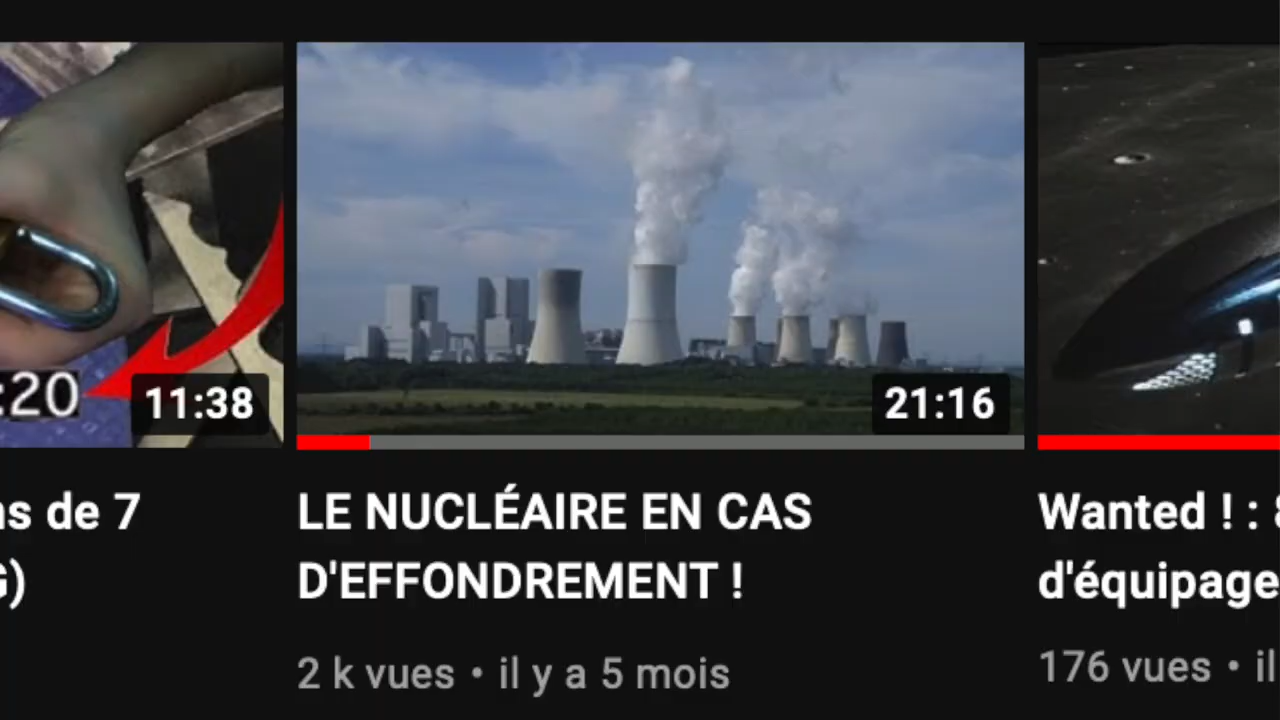 :20
11:38
21:16
ns de 7
G)
LE NUCLÉAIRE EN CAS
D'EFFONDREMENT !
2 k vues • il y a 5 mois
Wanted ! :
d'équipage
176 vues • il